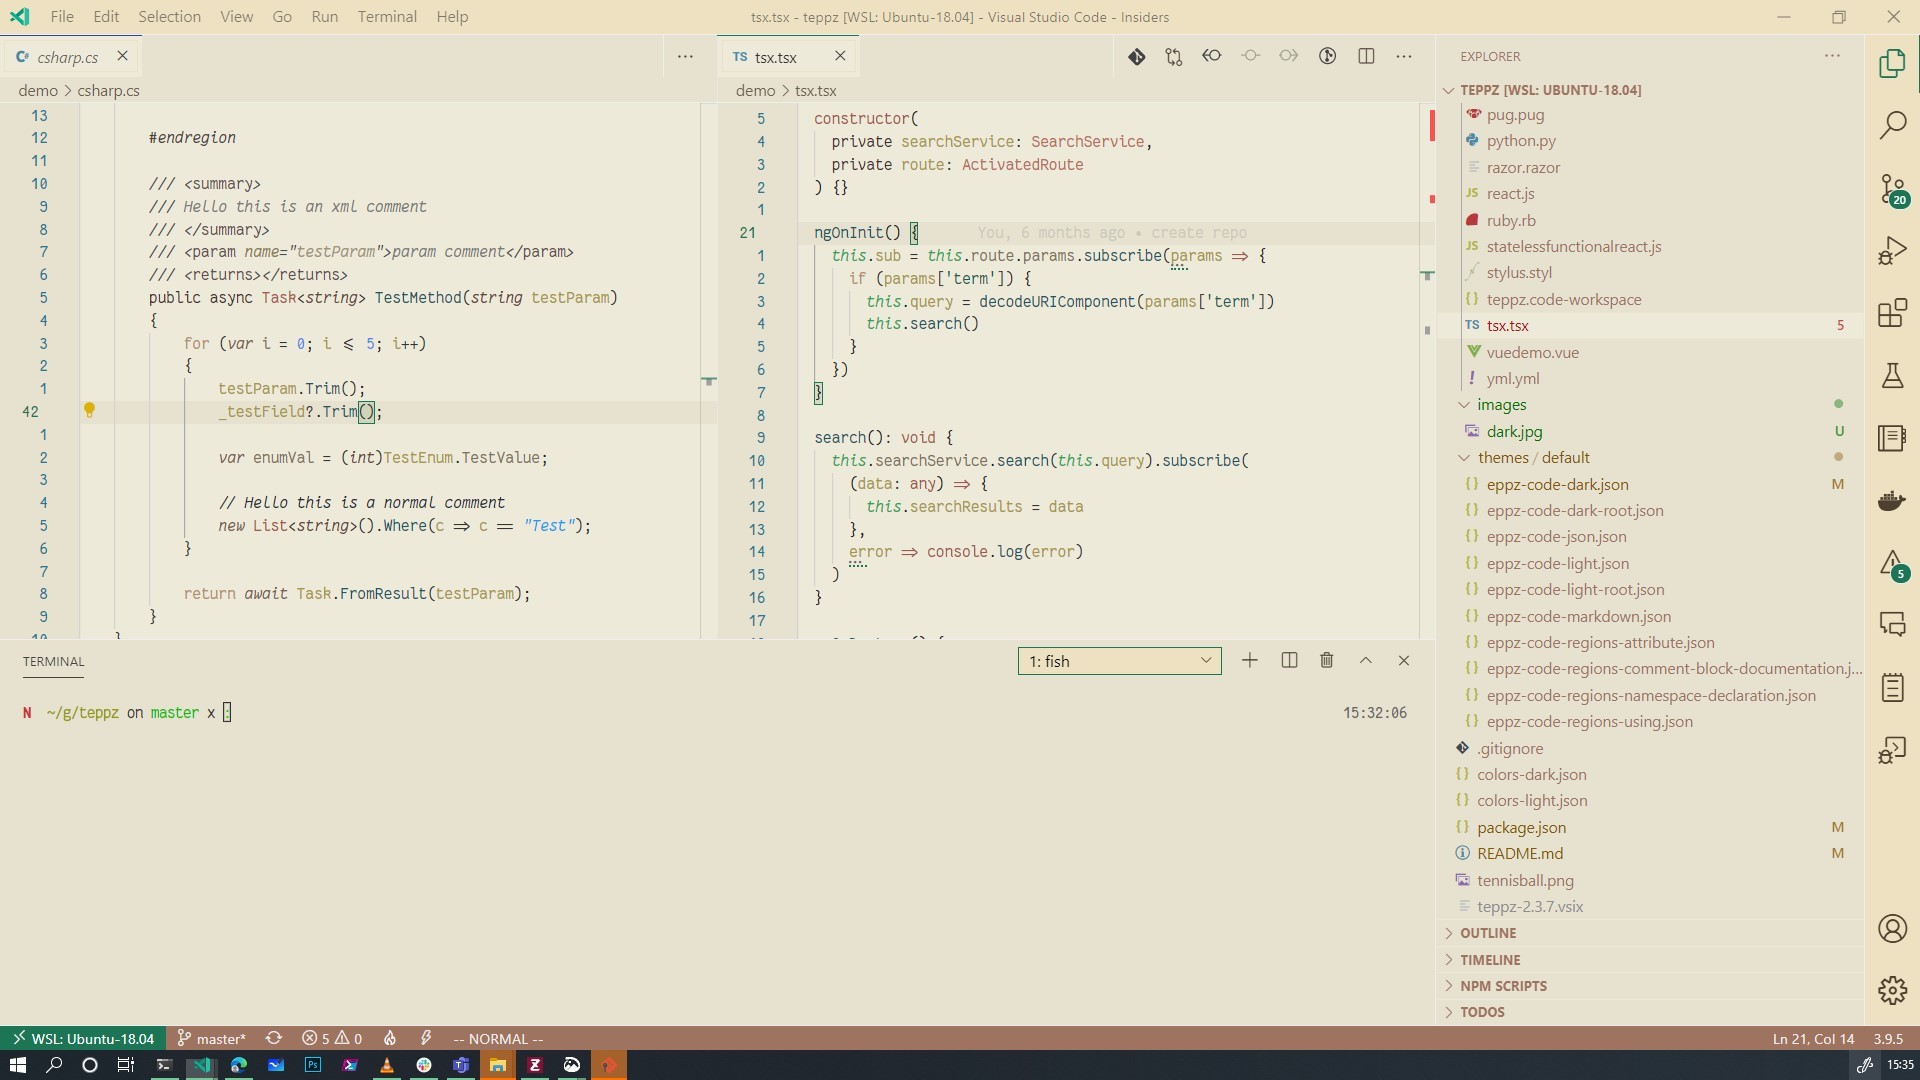 File Edit Selection View Go Run Terminal Help
tsx.tsx - teppz [WSL: Ubuntu-18.04] - Visual Studio Code - Insiders
csharp.cs
demo > csharp.cs
13
12 #endregion
11
10 /// <summary>
9 /// Hello this is an xml comment
8 /// </summary>
7 /// <param name="testParam">param comment</param>
6 /// <returns></returns>
5 public async Task<string> TestMethod(string testParam)
4 {
3 for (var i = 0; i <= 5; i++)
2 {
1 testParam.Trim();
42 _testField?.Trim();
1
2 var enumVal = (int)TestEnum.TestValue;
3
4 // Hello this is a normal comment
5 new List<string>().Where(c => c == "Test");
6 }
7
8 return await Task.FromResult(testParam);
9 }
10 }
TS tsx.tsx
demo > tsx.tsx
5 constructor(
4 private searchService: SearchService,
3 private route: ActivatedRoute
2 ) {}
1
21 ngOnInit() { You, 6 months ago • create repo
1 this.sub = this.route.params.subscribe(params => {
2 if (params['term']) {
3 this.query = decodeURIComponent(params['term'])
4 this.search()
5 }
6 })
7 }
8
9 search(): void {
10 this.searchService.search(this.query).subscribe(
11 (data: any) => {
12 this.searchResults = data
13 },
14 error => console.log(error)
15 )
16 }
17
EXPLORER
TEPPZ [WSL: UBUNTU-18.04]
pug.pug
python.py
razor.razor
JS react.js
ruby.rb
JS statelessfunctionalreact.js
stylus.styl
{} teppz.code-workspace
TS tsx.tsx 5
vuedemo.vue
! yml.yml
images
dark.jpg U
themes / default
{} eppz-code-dark.json M
{} eppz-code-dark-root.json
{} eppz-code-json.json
{} eppz-code-light.json
{} eppz-code-light-root.json
{} eppz-code-markdown.json
{} eppz-code-regions-attribute.json
{} eppz-code-regions-comment-block-documentation.j...
{} eppz-code-regions-namespace-declaration.json
{} eppz-code-regions-using.json
.gitignore
{} colors-dark.json
{} colors-light.json
{} package.json M
README.md M
tennisball.png
teppz-2.3.7.vsix
OUTLINE
TIMELINE
NPM SCRIPTS
TODOS
20
5
TERMINAL
1: fish
N ~/g/teppz on master x :
15:32:06
WSL: Ubuntu-18.04 master* 5 0 -- NORMAL --
Ln 21, Col 14 3.9.5
Ps
15:35